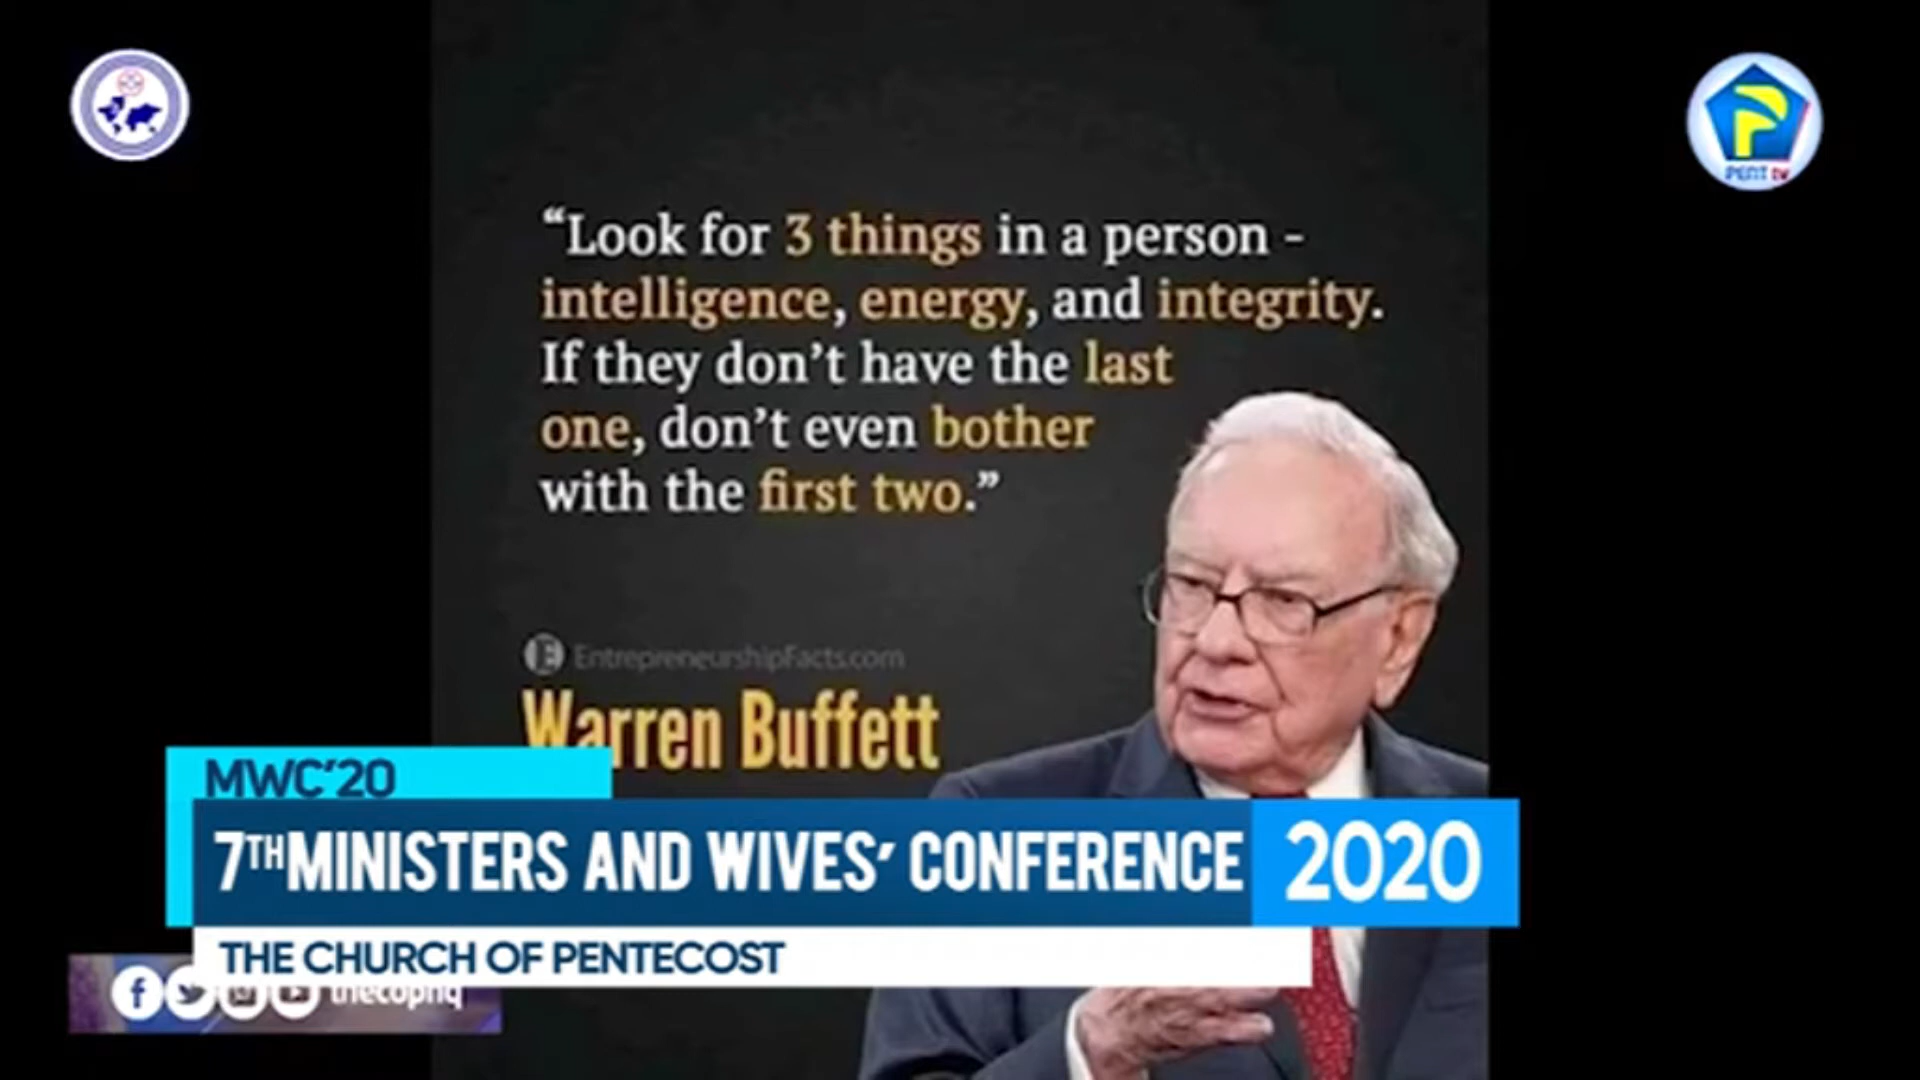 PENT tv
“Look for 3 things in a person -
intelligence, energy, and integrity.
If they don’t have the last
one, don’t even bother
with the first two.”
EntrepreneurshipFacts.com
Warren Buffett
MWC’20
7TH MINISTERS AND WIVES’ CONFERENCE 2020
THE CHURCH OF PENTECOST
thecophq